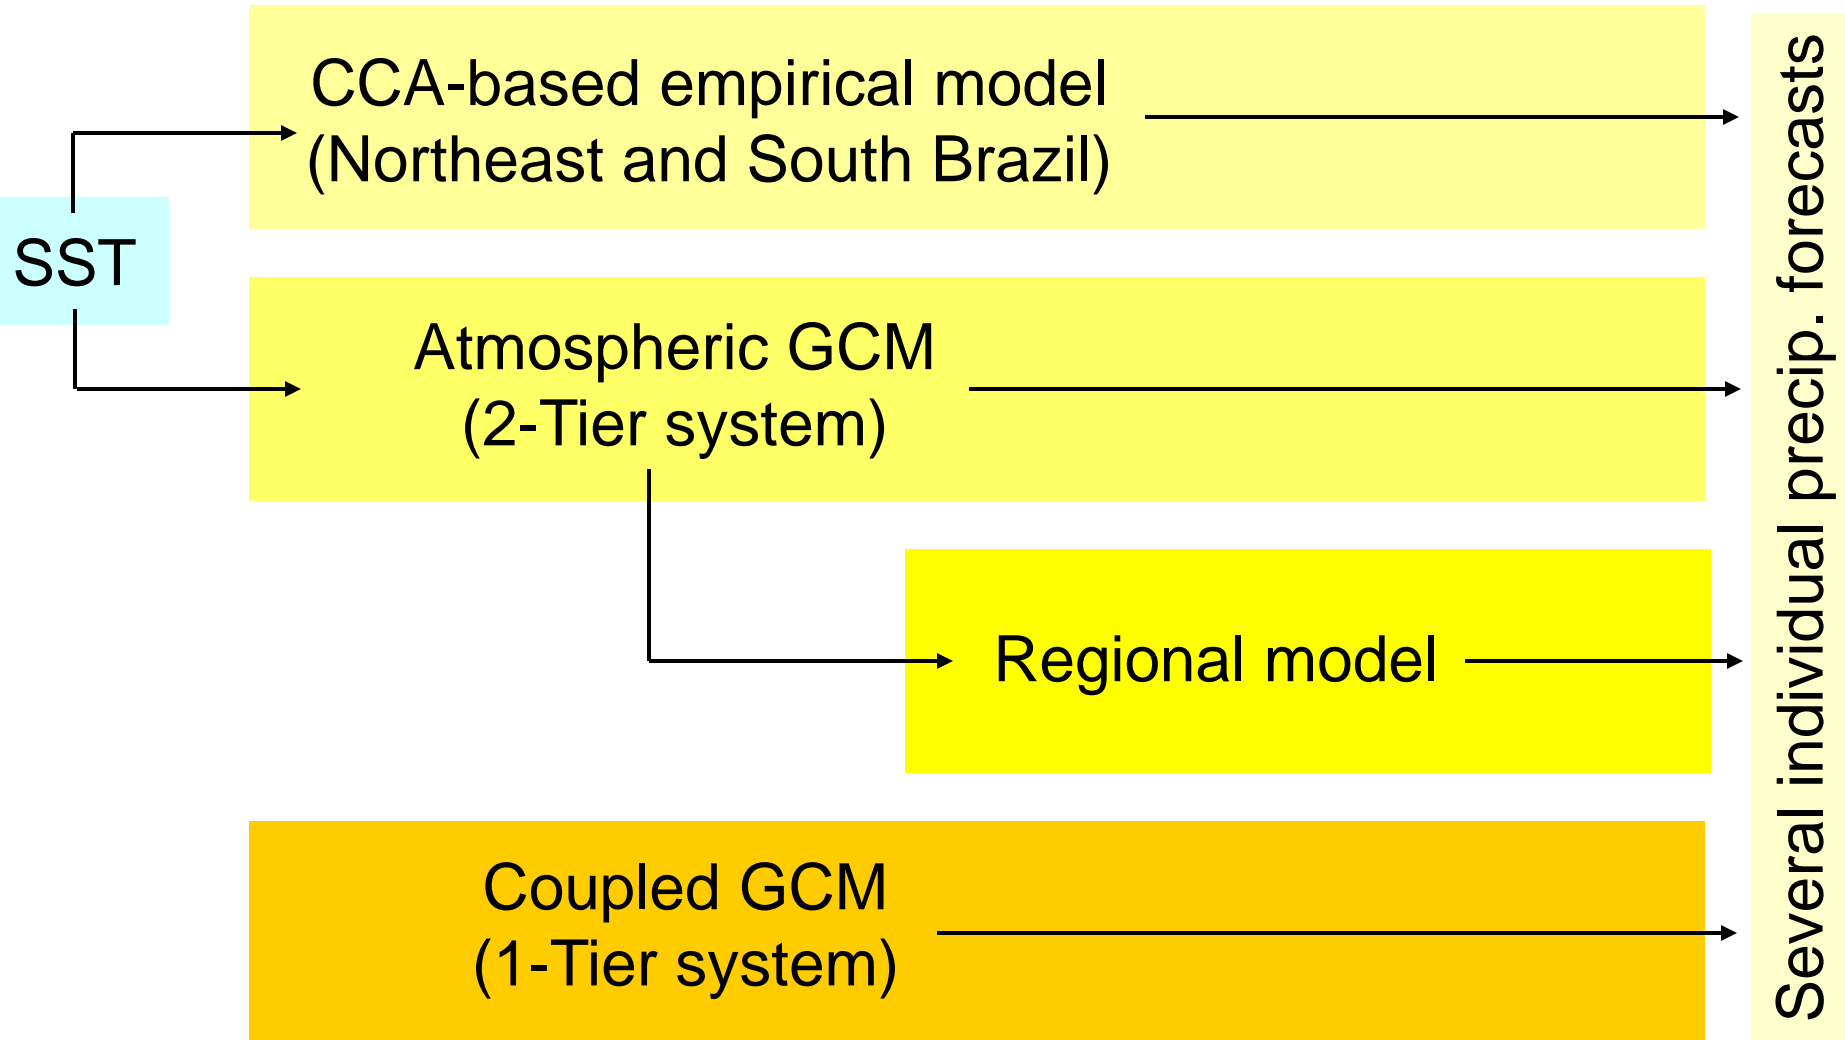 CCA-based empirical model
(Northeast and South Brazil)
SST
Atmospheric GCM
(2-Tier system)
Regional model
Coupled GCM
(1-Tier system)
Several individual precip. forecasts